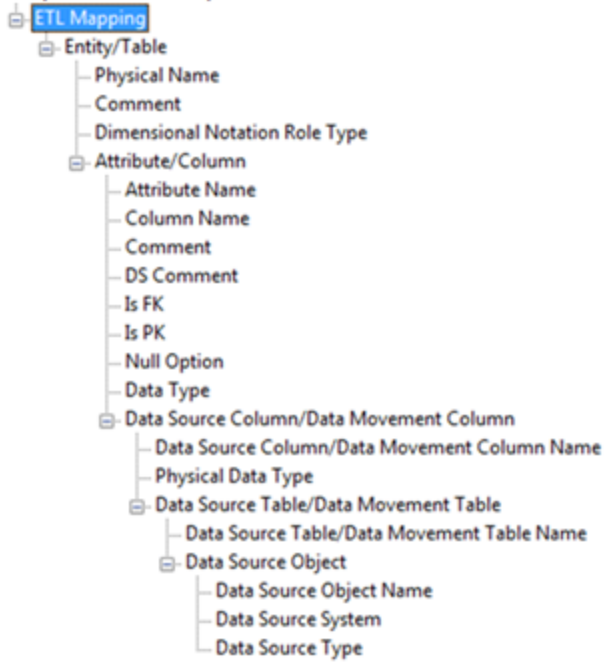 ETL Mapping
Entity/Table
Physical Name
Comment
Dimensional Notation Role Type
Attribute/Column
Attribute Name
Column Name
Comment
DS Comment
Is FK
Is PK
Null Option
Data Type
Data Source Column/Data Movement Column
Data Source Column/Data Movement Column Name
Physical Data Type
Data Source Table/Data Movement Table
Data Source Table/Data Movement Table Name
Data Source Object
Data Source Object Name
Data Source System
Data Source Type